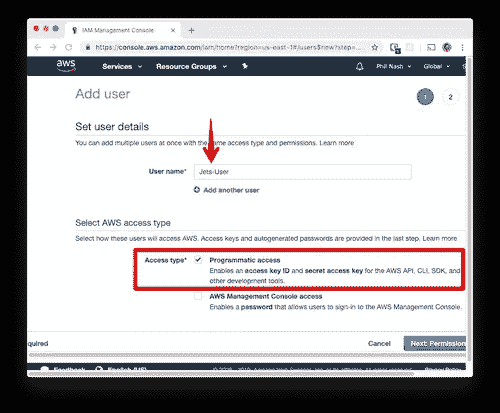 IAM Management Console
https://console.aws.amazon.com/iam/home?region=us-east-1#/users$new?step=...
aws Services Resource Groups Phil Nash Global
Add user 1 2
Set user details
You can add multiple users at once with the same access type and permissions. Learn more
User name* Jets-User
Add another user
Select AWS access type
Select how these users will access AWS. Access keys and autogenerated passwords are provided in the last step. Learn more
Access type* Programmatic access
Enables an access key ID and secret access key for the AWS API, CLI, SDK, and
other development tools.
AWS Management Console access
Enables a password that allows users to sign-in to the AWS Management Console.
quired Cancel Next: Permission
Feedback English (US)